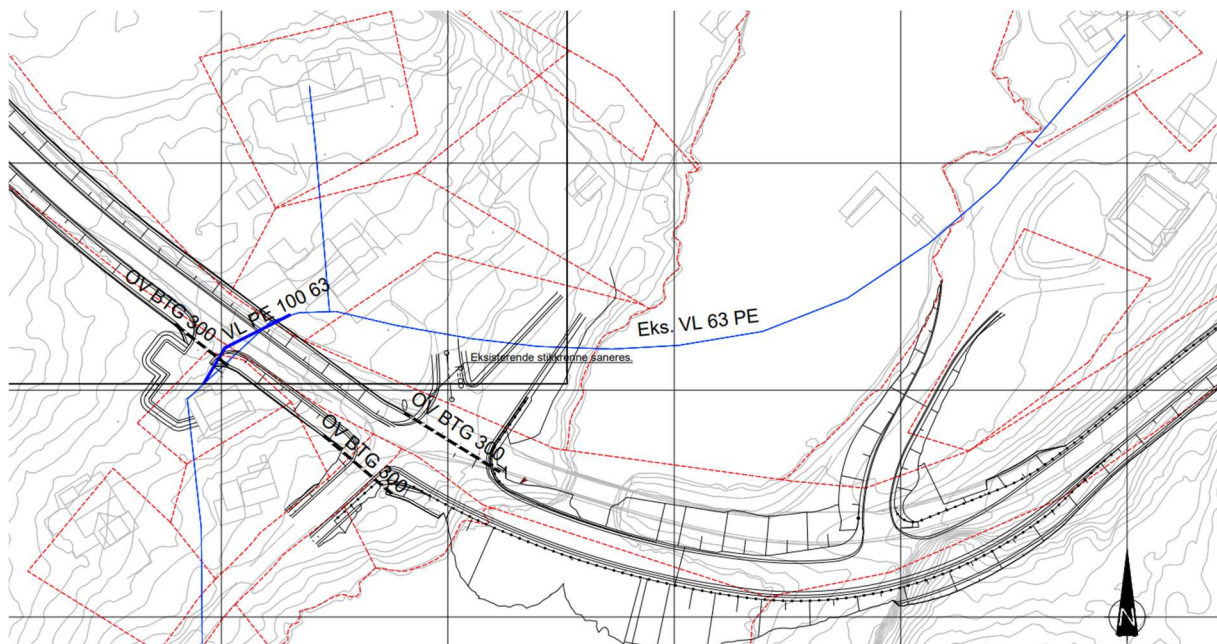 OV BTG 300
VL PE 100 63
Eks. VL 63 PE
Eksisterende stikkrenne saneres.
OV BTG 300
OV BTG 300
N